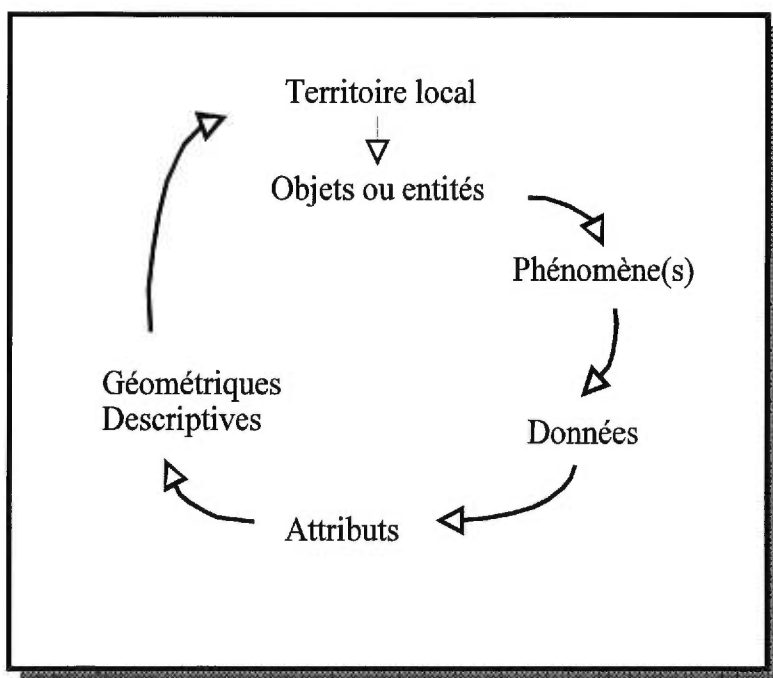 Territoire local
Objets ou entités
Phénomène(s)
Données
Attributs
Géométriques
Descriptives